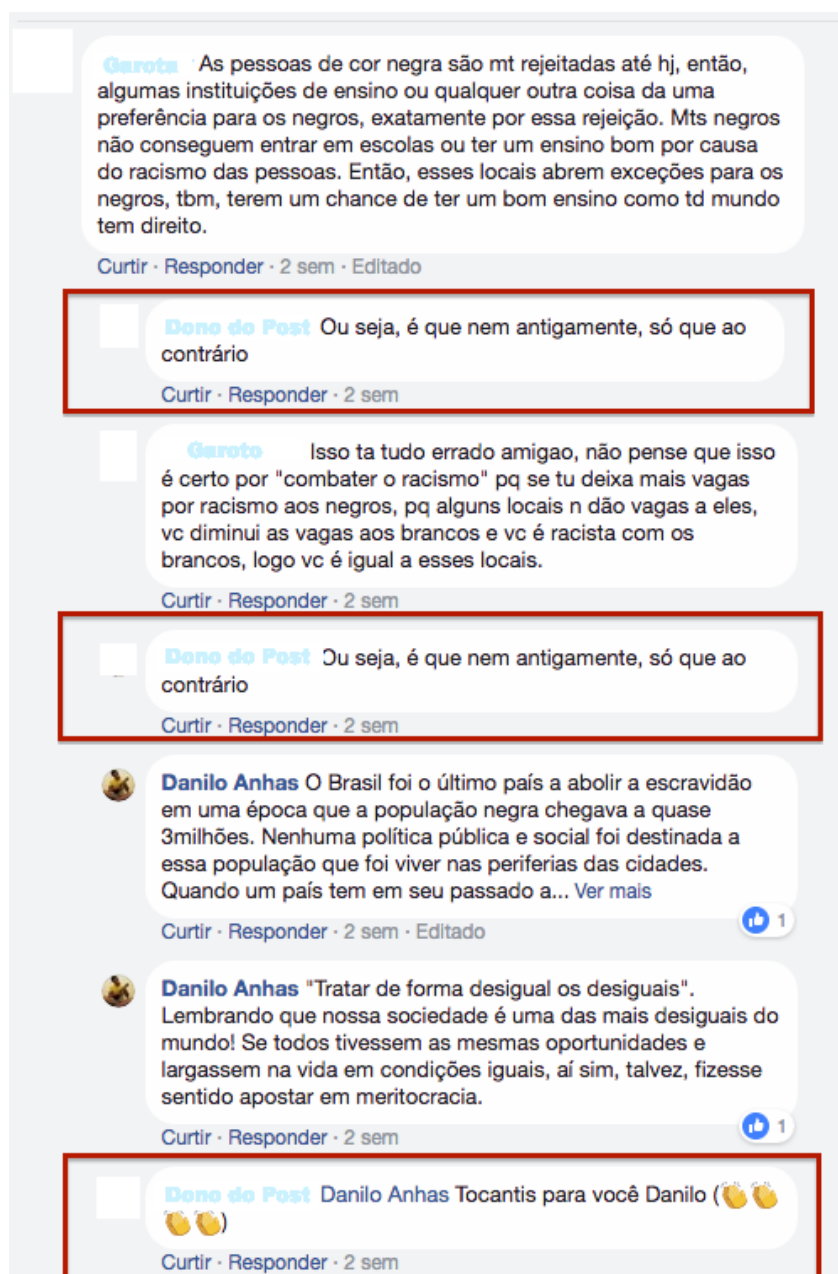 Garota As pessoas de cor negra são mt rejeitadas até hj, então,
algumas instituições de ensino ou qualquer outra coisa da uma
preferência para os negros, exatamente por essa rejeição. Mts negros
não conseguem entrar em escolas ou ter um ensino bom por causa
do racismo das pessoas. Então, esses locais abrem exceções para os
negros, tbm, terem um chance de ter um bom ensino como td mundo
tem direito.
Curtir · Responder · 2 sem · Editado
Dono do Post Ou seja, é que nem antigamente, só que ao
contrário
Curtir · Responder · 2 sem
Garoto Isso ta tudo errado amigao, não pense que isso
é certo por "combater o racismo" pq se tu deixa mais vagas
por racismo aos negros, pq alguns locais n dão vagas a eles,
vc diminui as vagas aos brancos e vc é racista com os
brancos, logo vc é igual a esses locais.
Curtir · Responder · 2 sem
Dono do Post Ou seja, é que nem antigamente, só que ao
contrário
Curtir · Responder · 2 sem
Danilo Anhas O Brasil foi o último país a abolir a escravidão
em uma época que a população negra chegava a quase
3milhões. Nenhuma política pública e social foi destinada a
essa população que foi viver nas periferias das cidades.
Quando um país tem em seu passado a... Ver mais
1
Curtir · Responder · 2 sem · Editado
Danilo Anhas "Tratar de forma desigual os desiguais".
Lembrando que nossa sociedade é uma das mais desiguais do
mundo! Se todos tivessem as mesmas oportunidades e
largassem na vida em condições iguais, aí sim, talvez, fizesse
sentido apostar em meritocracia.
1
Curtir · Responder · 2 sem
Dono do Post Danilo Anhas Tocantis para você Danilo (👏👏
👏👏)
Curtir · Responder · 2 sem